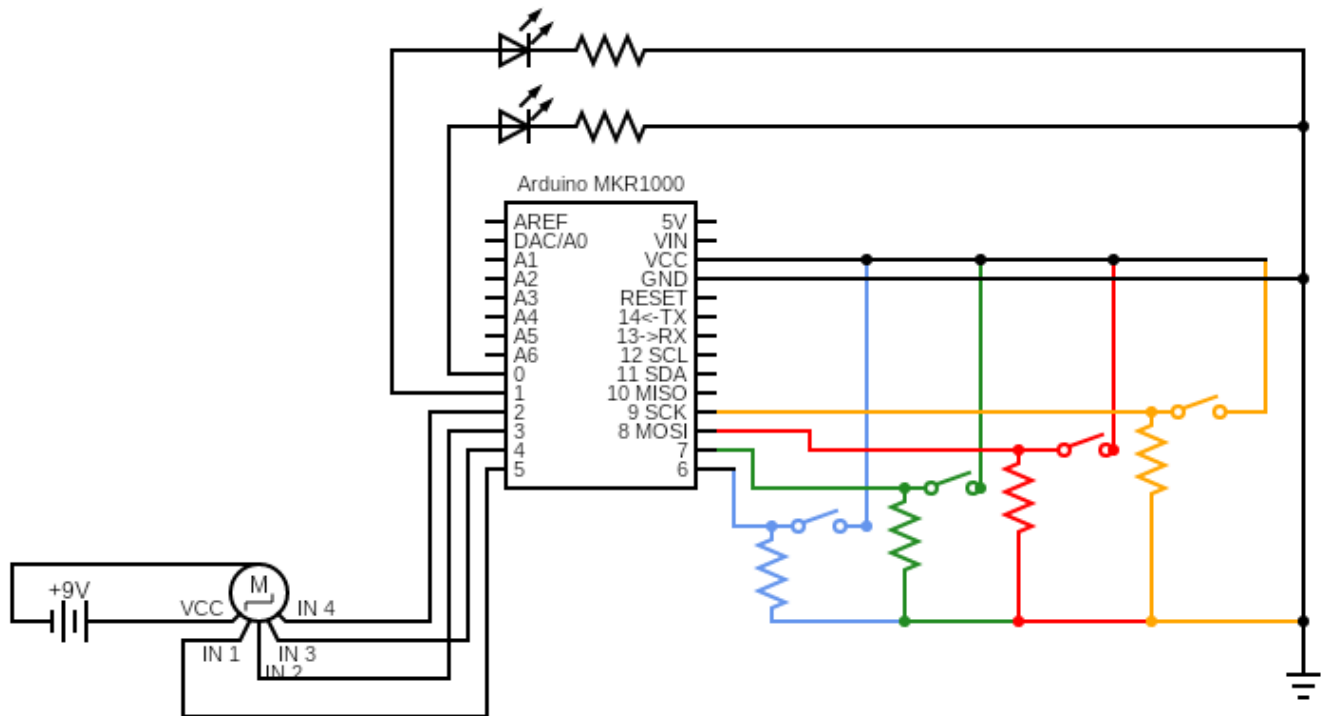 Arduino MKR1000
AREF 5V
DAC/A0 VIN
A1 VCC
A2 GND
A3 RESET
A4 14<-TX
A5 13->RX
A6 12 SCL
0 11 SDA
1 10 MISO
2 9 SCK
3 8 MOSI
4 7
5 6
+9V
M
VCC
IN 4
IN 1
IN 3
IN 2